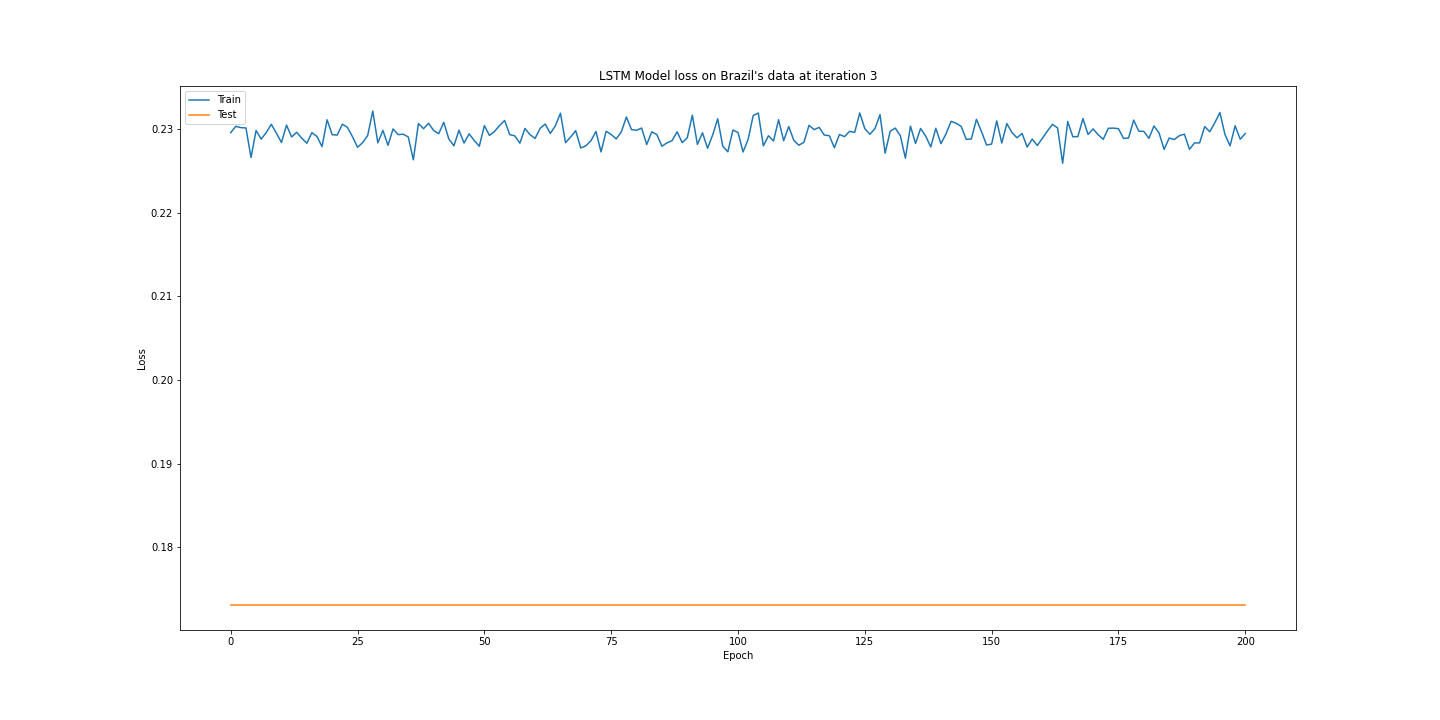 LSTM Model loss on Brazil's data at iteration 3
Train
Test
0.23
0.22
0.21
0.20
0.19
0.18
Loss
0 25 50 75 100 125 150 175 200
Epoch